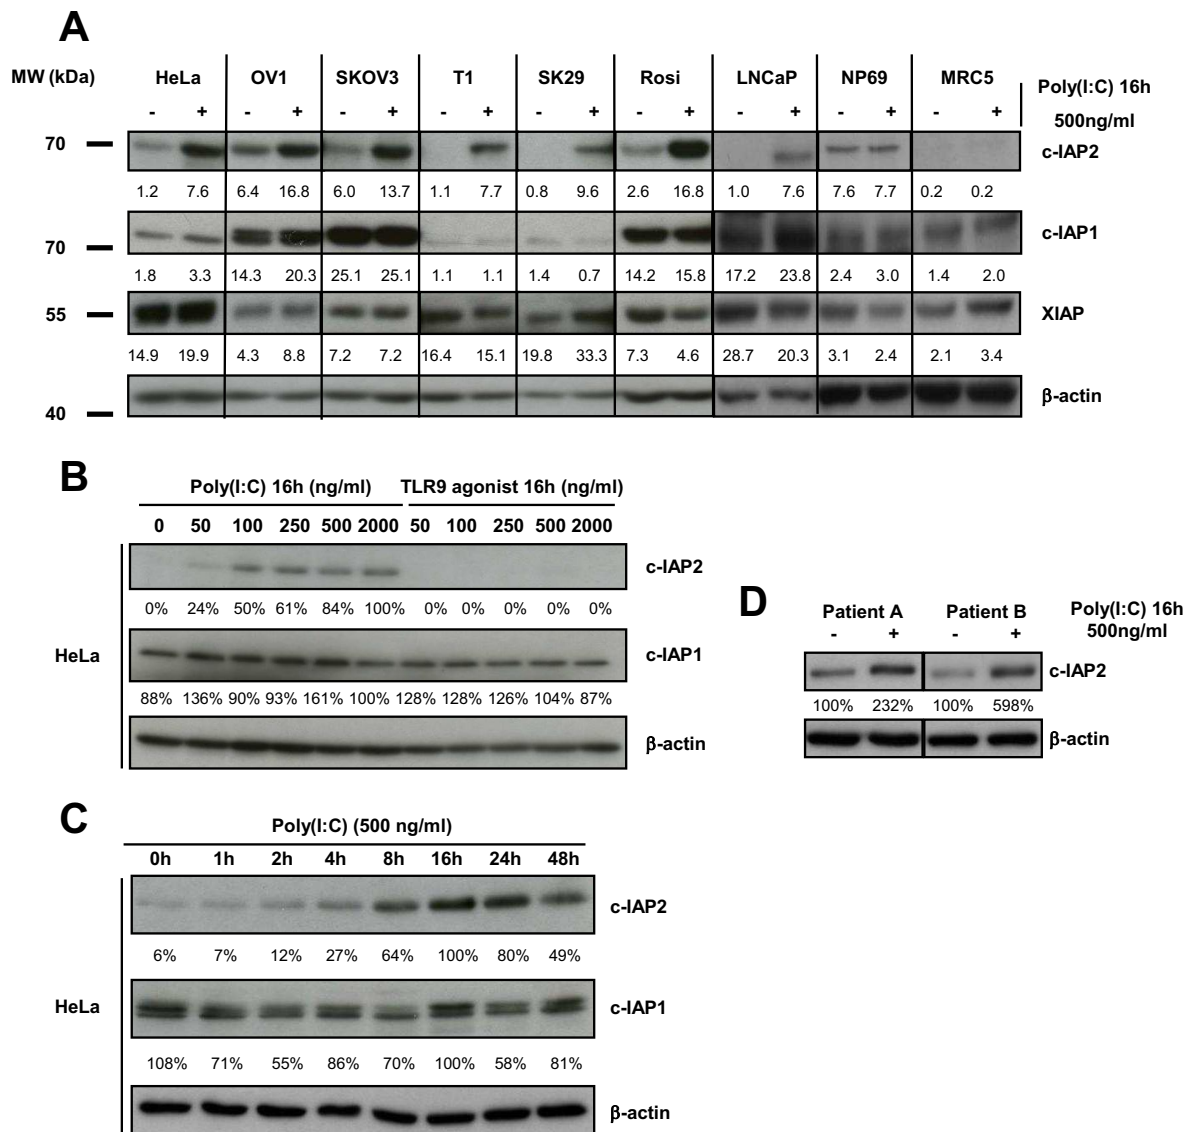 A
MW (kDa) HeLa OV1 SKOV3 T1 SK29 Rosi LNCaP NP69 MRC5 Poly(I:C) 16h
- + - + - + - + - + - + - + - + - + 500ng/ml
70 c-IAP2
1.2 7.6 6.4 16.8 6.0 13.7 1.1 7.7 0.8 9.6 2.6 16.8 1.0 7.6 7.6 7.7 0.2 0.2
70 c-IAP1
1.8 3.3 14.3 20.3 25.1 25.1 1.1 1.1 1.4 0.7 14.2 15.8 17.2 23.8 2.4 3.0 1.4 2.0
55 XIAP
14.9 19.9 4.3 8.8 7.2 7.2 16.4 15.1 19.8 33.3 7.3 4.6 28.7 20.3 3.1 2.4 2.1 3.4
40 β-actin
B
Poly(I:C) 16h (ng/ml) TLR9 agonist 16h (ng/ml)
0 50 100 250 500 2000 50 100 250 500 2000
c-IAP2
0% 24% 50% 61% 84% 100% 0% 0% 0% 0% 0%
HeLa c-IAP1
88% 136% 90% 93% 161% 100% 128% 128% 126% 104% 87%
β-actin
C
Poly(I:C) (500 ng/ml)
0h 1h 2h 4h 8h 16h 24h 48h
c-IAP2
6% 7% 12% 27% 64% 100% 80% 49%
HeLa c-IAP1
108% 71% 55% 86% 70% 100% 58% 81%
β-actin
D
Patient A Patient B Poly(I:C) 16h
- + - + 500ng/ml
c-IAP2
100% 232% 100% 598%
β-actin